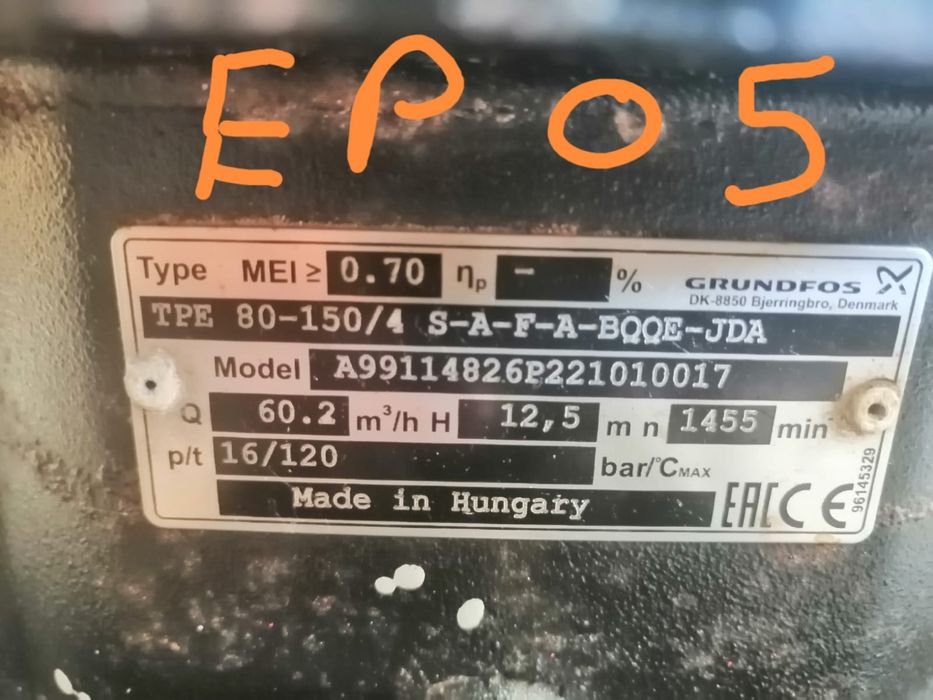 EP05
Type MEI ≥ 0.70 ηp – % GRUNDFOS
DK-8850 Bjerringbro, Denmark
TPE 80-150/4 S-A-F-A-BQQE-JDA
Model A99114826P221010017
Q 60.2 m³/h H 12,5 m n 1455 min
p/t 16/120 bar/°CMAX
Made in Hungary EAC CE
96145329